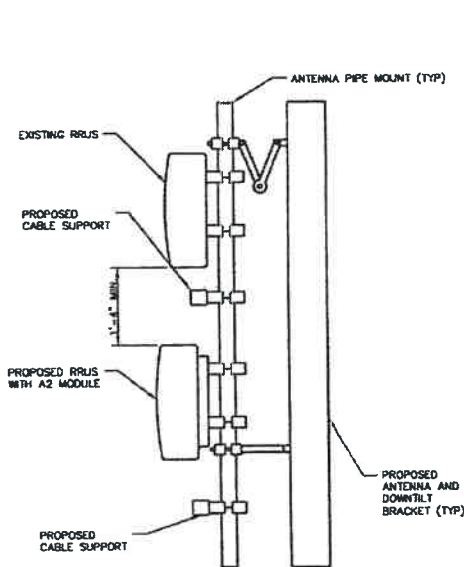 ANTENNA PIPE MOUNT (TYP)
EXISTING RRUS
PROPOSED
CABLE SUPPORT
1'-4" MIN.
PROPOSED RRUS
WITH A2 MODULE
PROPOSED
ANTENNA AND
DOWNTILT
BRACKET (TYP)
PROPOSED
CABLE SUPPORT